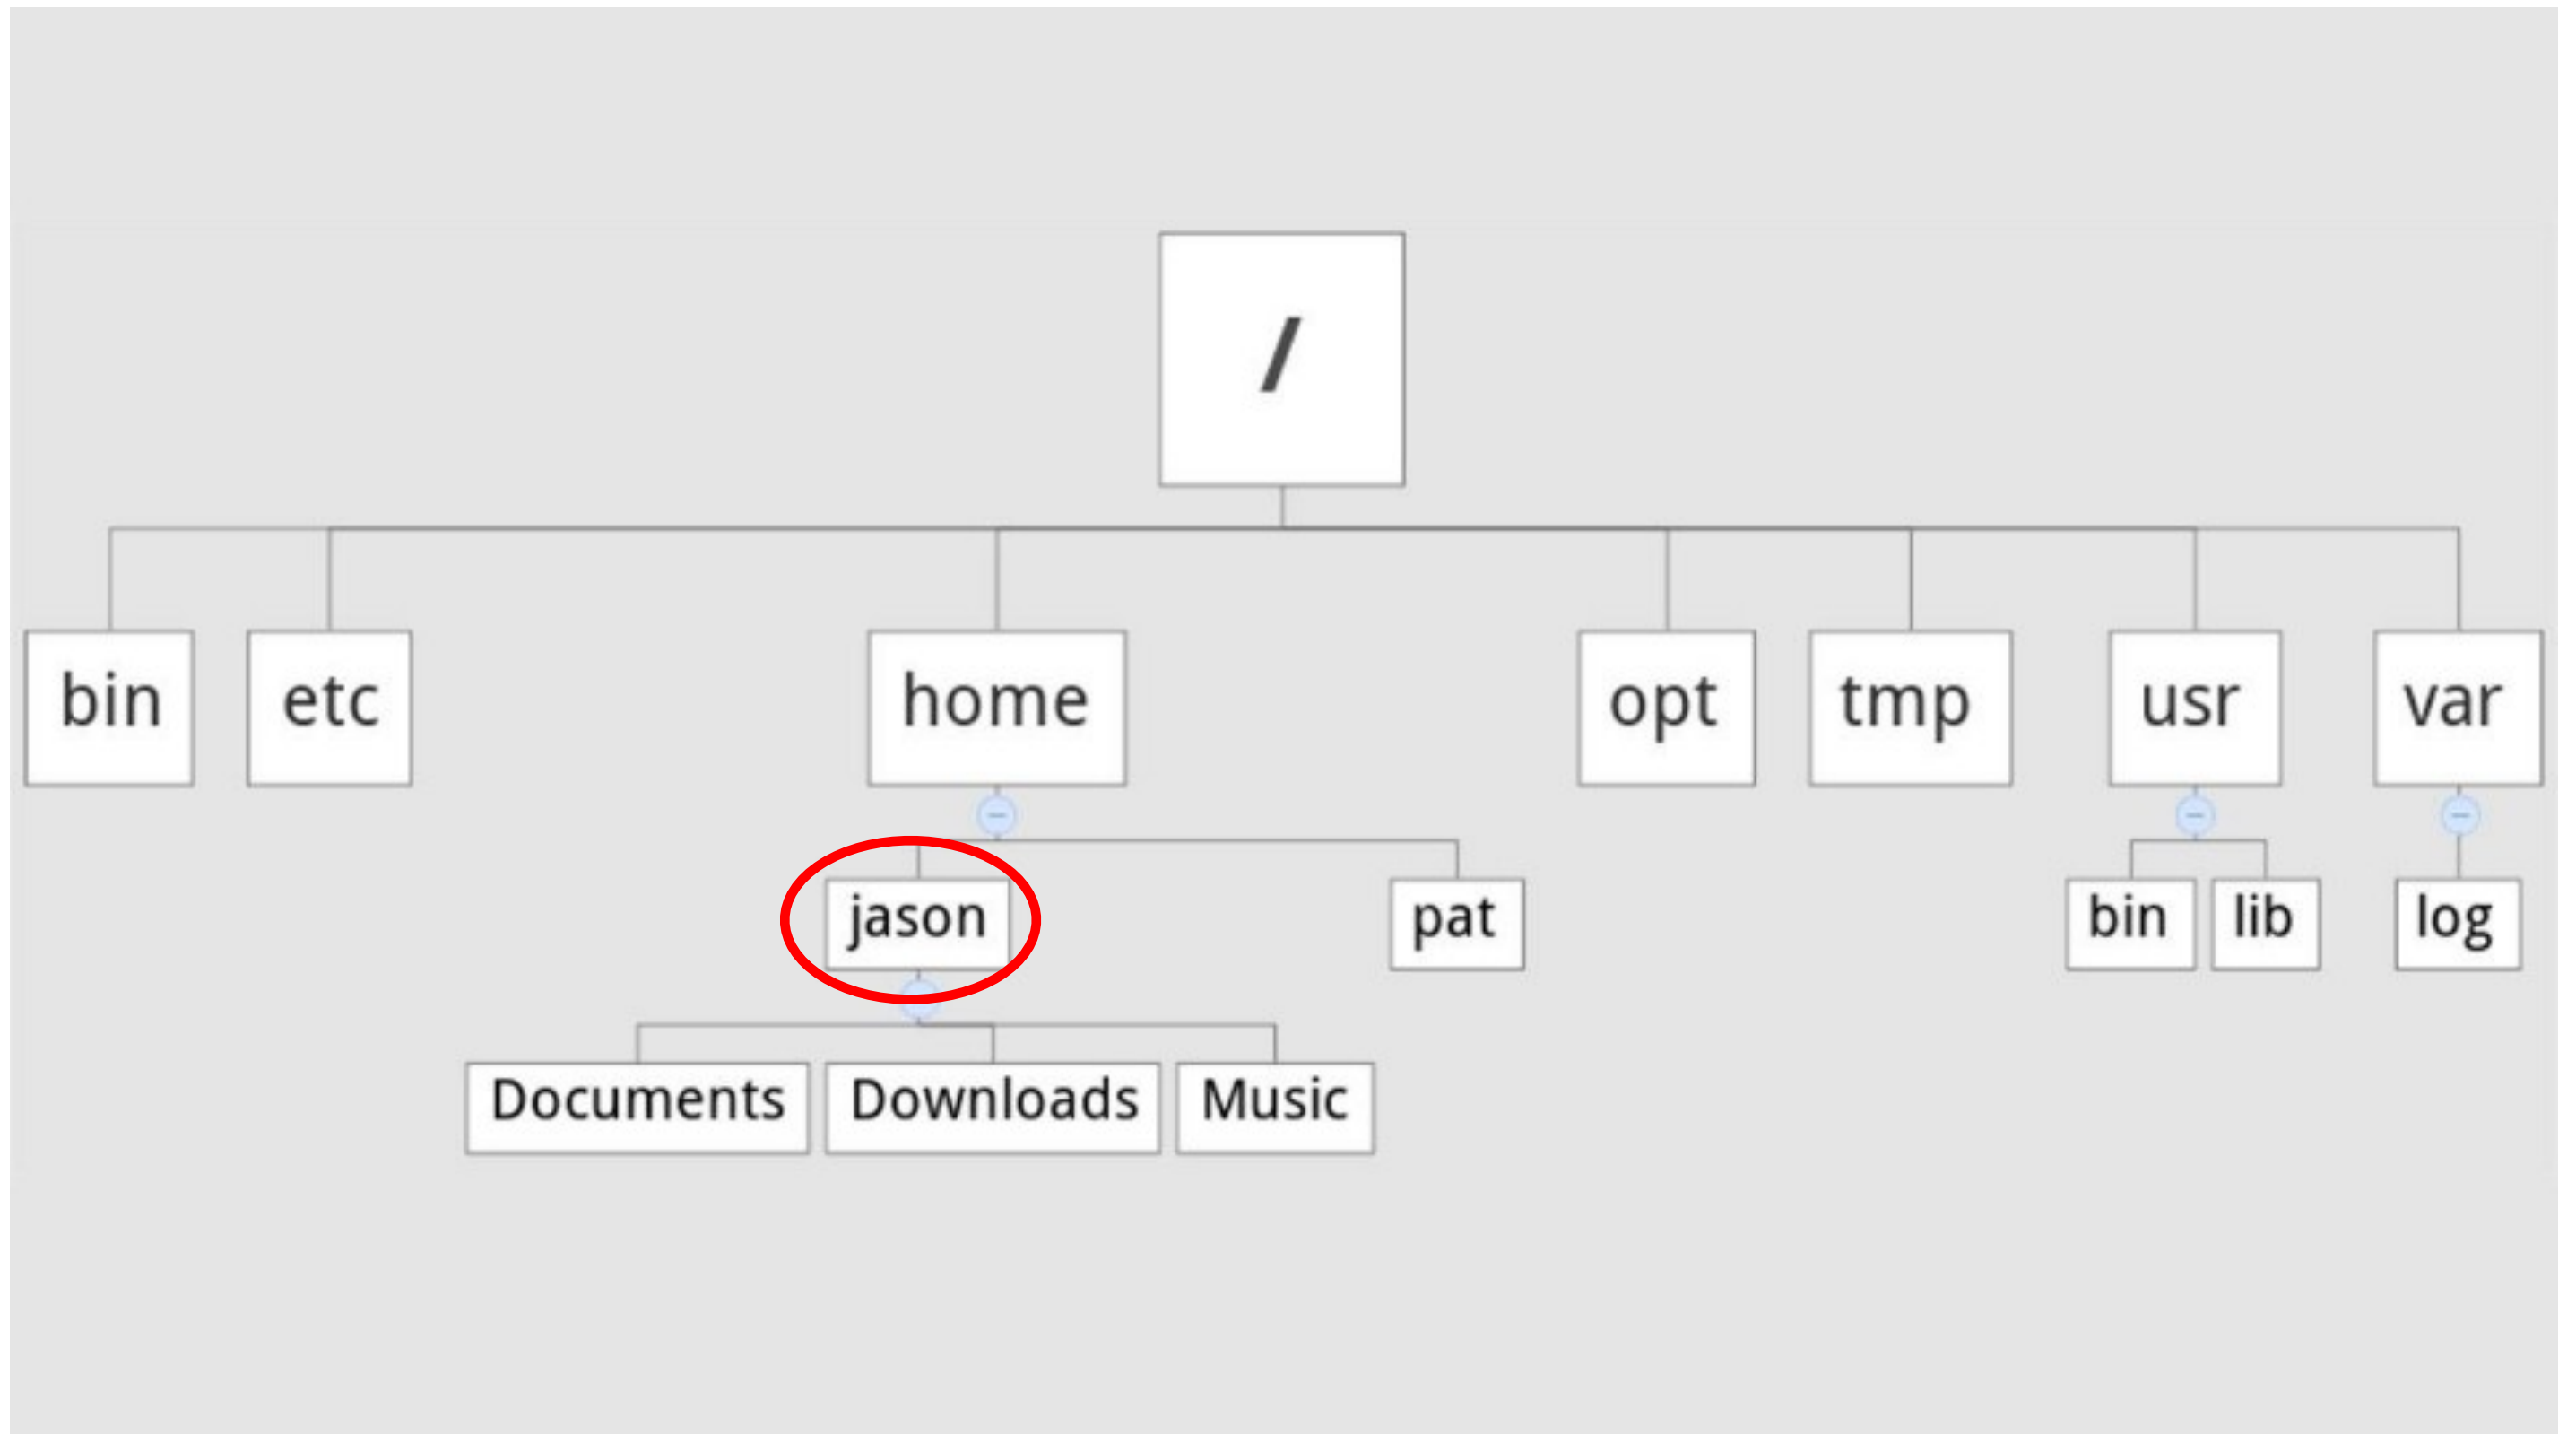 /
bin etc home opt tmp usr var
jason pat bin lib log
Documents Downloads Music